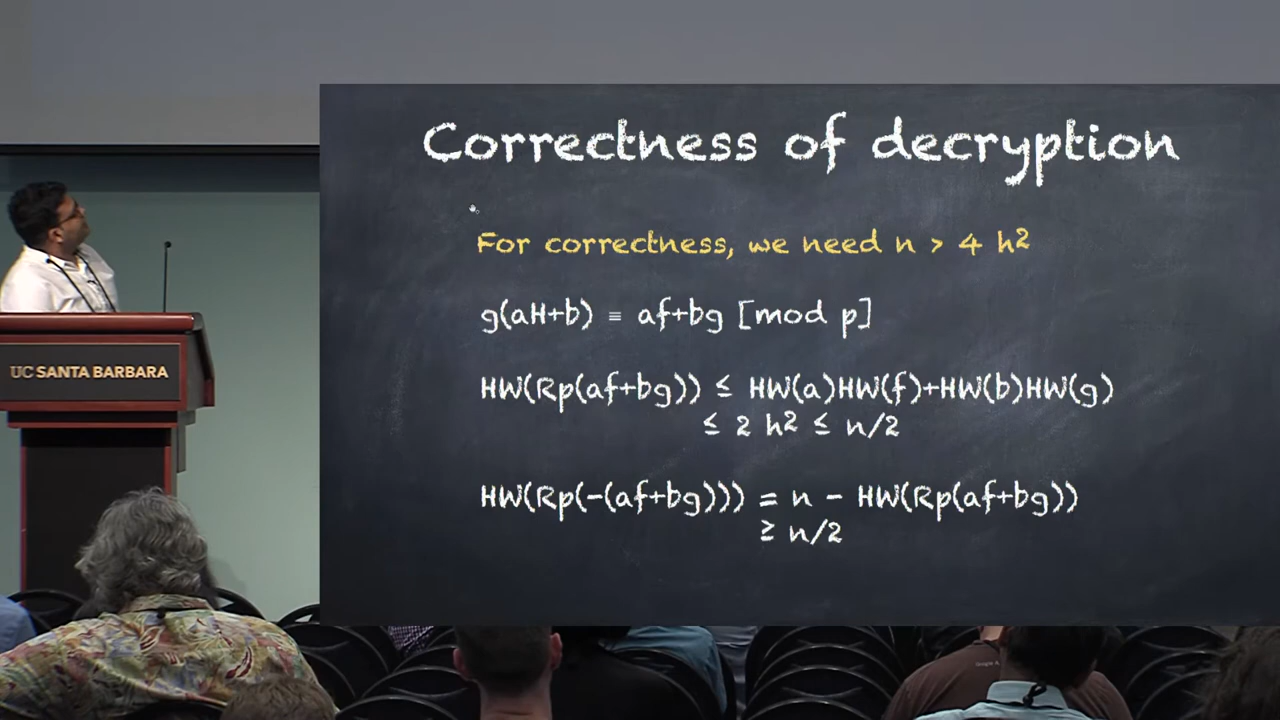 Correctness of decryption
For correctness, we need n > 4 h²
g(aH+b) ≡ af+bg [mod p]
HW(Rp(af+bg)) ≤ HW(a)HW(f)+HW(b)HW(g)
≤ 2 h² ≤ n/2
HW(Rp(-(af+bg))) = n - HW(Rp(af+bg))
≥ n/2
UC SANTA BARBARA